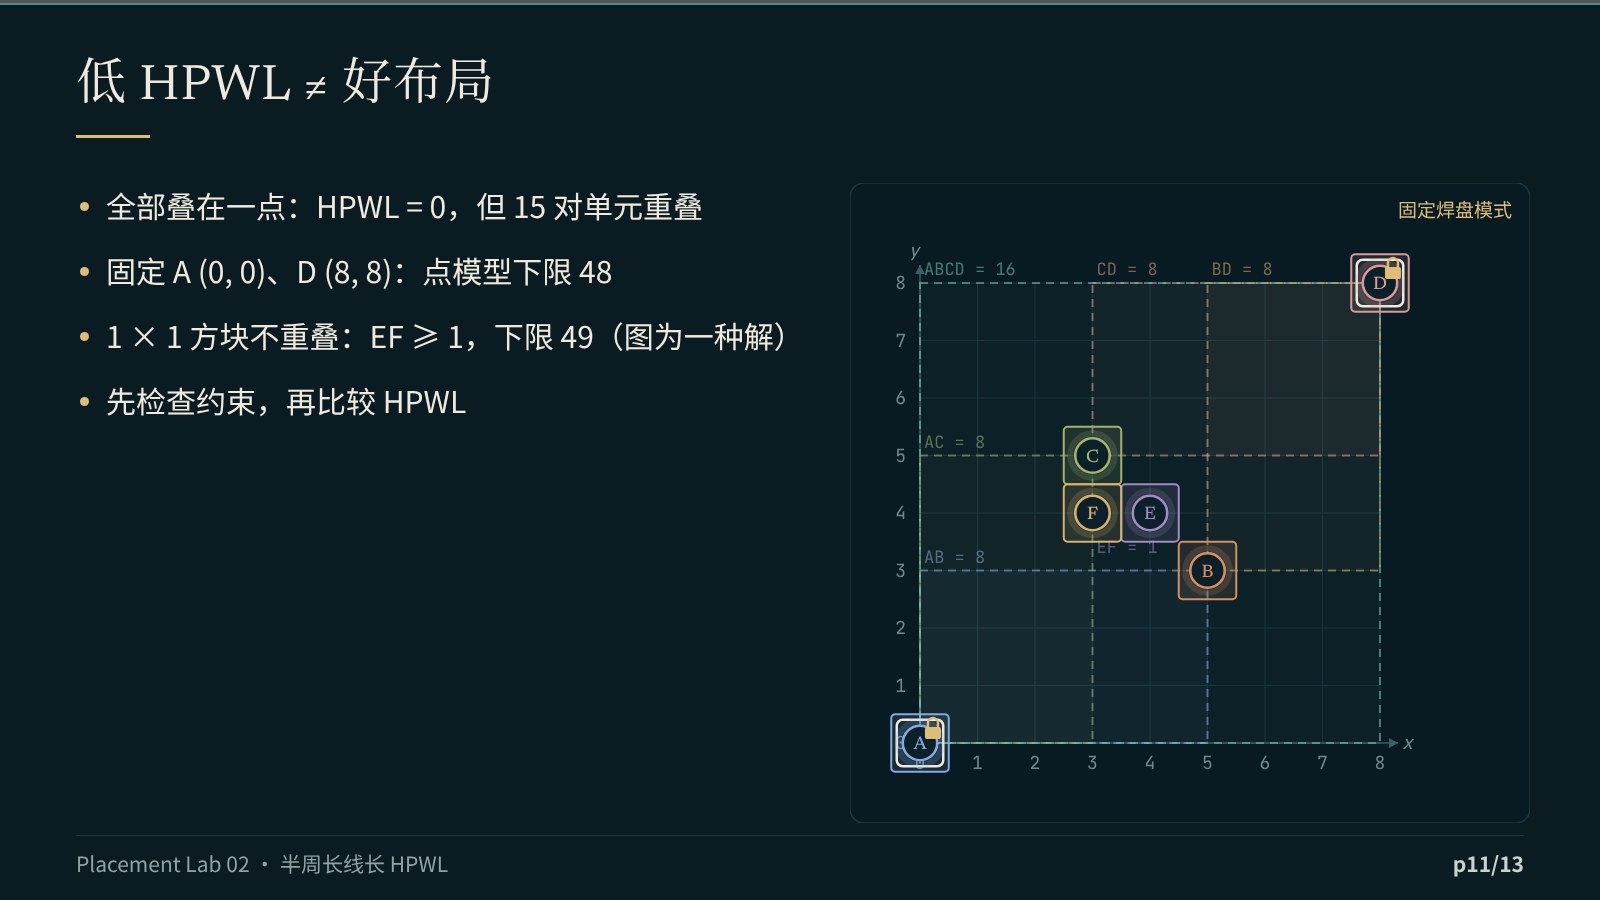 低 HPWL ≠ 好布局
• 全部叠在一点：HPWL = 0，但 15 对单元重叠
• 固定 A (0, 0)、D (8, 8)：点模型下限 48
• 1 × 1 方块不重叠：EF ⩾ 1，下限 49（图为一种解）
• 先检查约束，再比较 HPWL
固定焊盘模式
y
ABCD = 16
CD = 8
BD = 8
8
D
7
6
AC = 8
5
C
4
F
E
EF = 1
AB = 8
3
B
2
1
A
x
0 1 2 3 4 5 6 7 8
Placement Lab 02 · 半周长线长 HPWL
p11/13